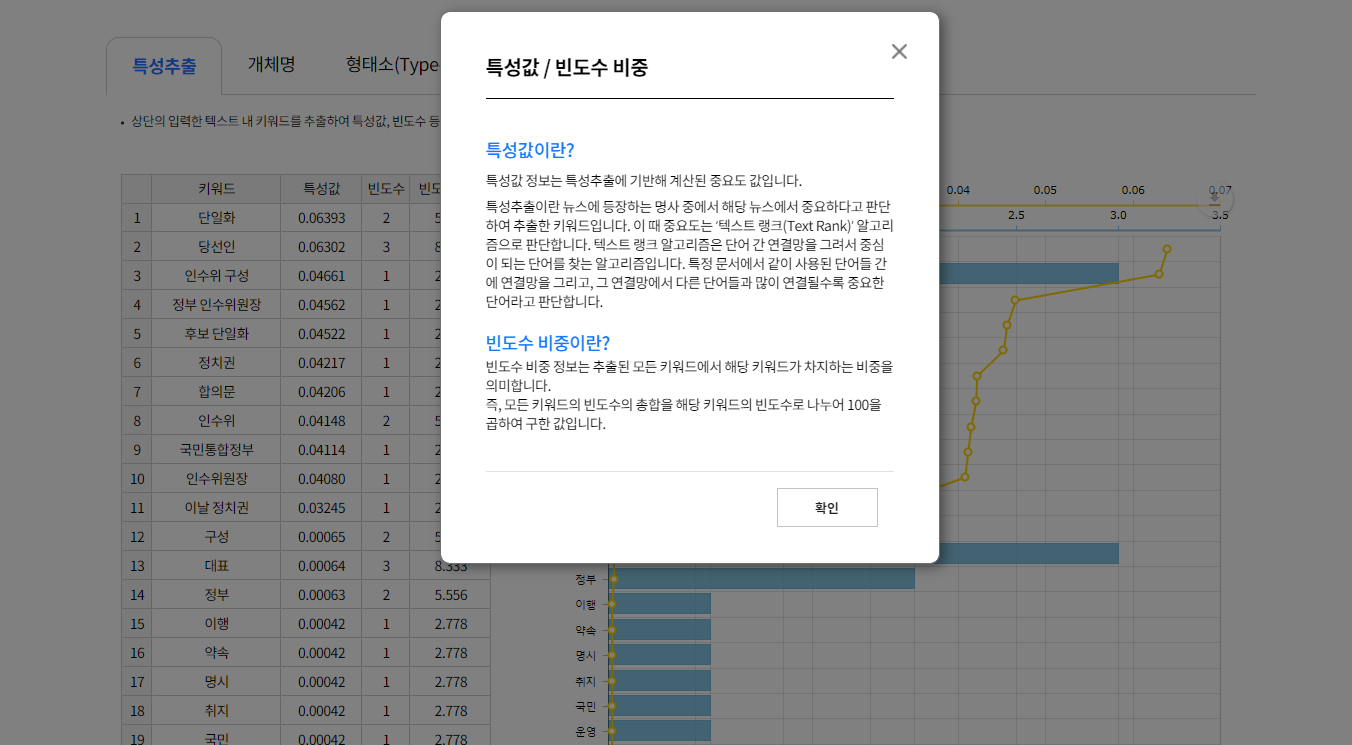 특성값 / 빈도수 비중
특성값이란?
특성값 정보는 특성추출에 기반해 계산된 중요도 값입니다.
특성추출이란 뉴스에 등장하는 명사 중에서 해당 뉴스에서 중요하다고 판단
하여 추출한 키워드입니다. 이 때 중요도는 ‘텍스트 랭크(Text Rank)’ 알고리
즘으로 판단합니다. 텍스트 랭크 알고리즘은 단어 간 연결망을 그려서 중심
이 되는 단어를 찾는 알고리즘입니다. 특정 문서에서 같이 사용된 단어들 간
에 연결망을 그리고, 그 연결망에서 다른 단어들과 많이 연결될수록 중요한
단어라고 판단합니다.
빈도수 비중이란?
빈도수 비중 정보는 추출된 모든 키워드에서 해당 키워드가 차지하는 비중을
의미합니다.
즉, 모든 키워드의 빈도수의 총합을 해당 키워드의 빈도수로 나누어 100을
곱하여 구한 값입니다.
확인
특성추출 개체명 형태소(Type
• 상단의 입력한 텍스트 내 키워드를 추출하여 특성값, 빈도수 등
키워드 특성값 빈도수 빈도
1 단일화 0.06393 2 5
2 당선인 0.06302 3 8
3 인수위 구성 0.04661 1 2
4 정부 인수위원장 0.04562 1 2
5 후보 단일화 0.04522 1 2
6 정치권 0.04217 1 2
7 합의문 0.04206 1 2
8 인수위 0.04148 2 5
9 국민통합정부 0.04114 1 2
10 인수위원장 0.04080 1 2
11 이날 정치권 0.03245 1 2
12 구성 0.00065 2 5
13 대표 0.00064 3 8.333
14 정부 0.00063 2 5.556
15 이행 0.00042 1 2.778
16 약속 0.00042 1 2.778
17 명시 0.00042 1 2.778
18 취지 0.00042 1 2.778
19 국민 0.00042 1 2.778
0.04 0.05 0.06 0.07
2.5 3.0 3.5
정부
이행
약속
명시
취지
국민
운영